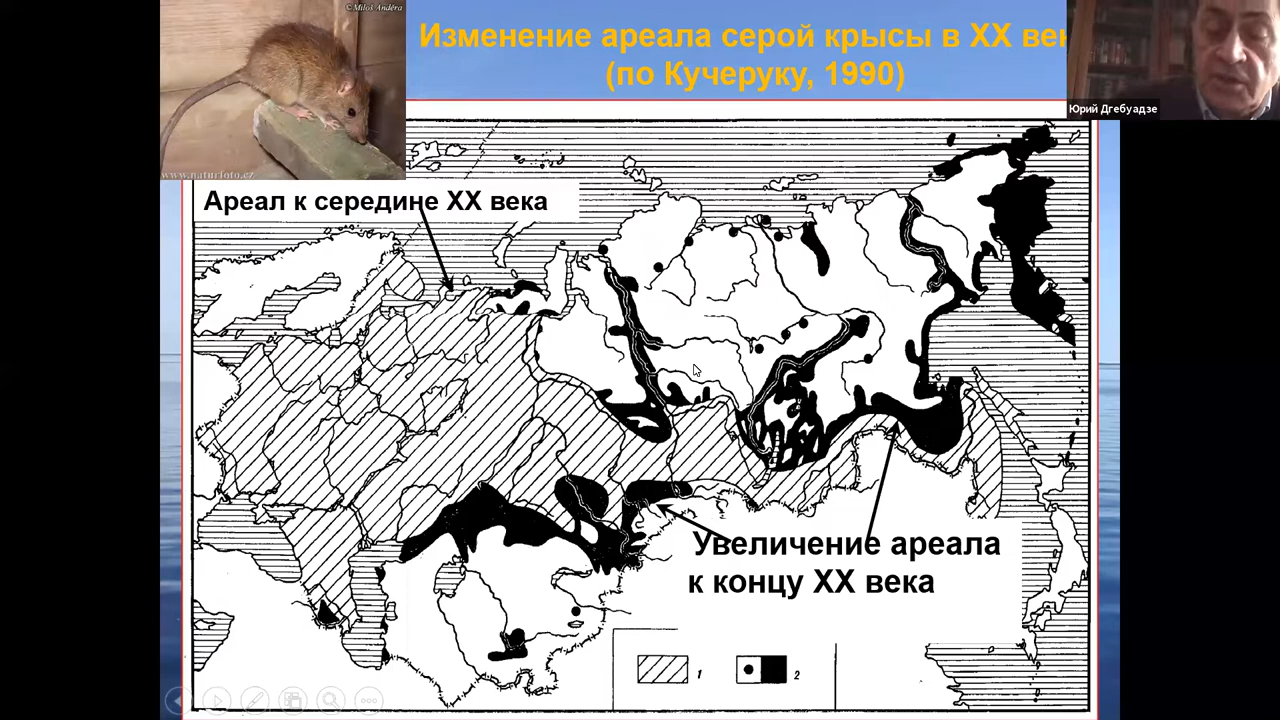 © Miloš Anděra
Изменение ареала серой крысы в XX век
(по Кучеруку, 1990)
Юрий Дгебуадзе
www.naturfoto.cz
Ареал к середине XX века
Увеличение ареала
к концу XX века
1
2